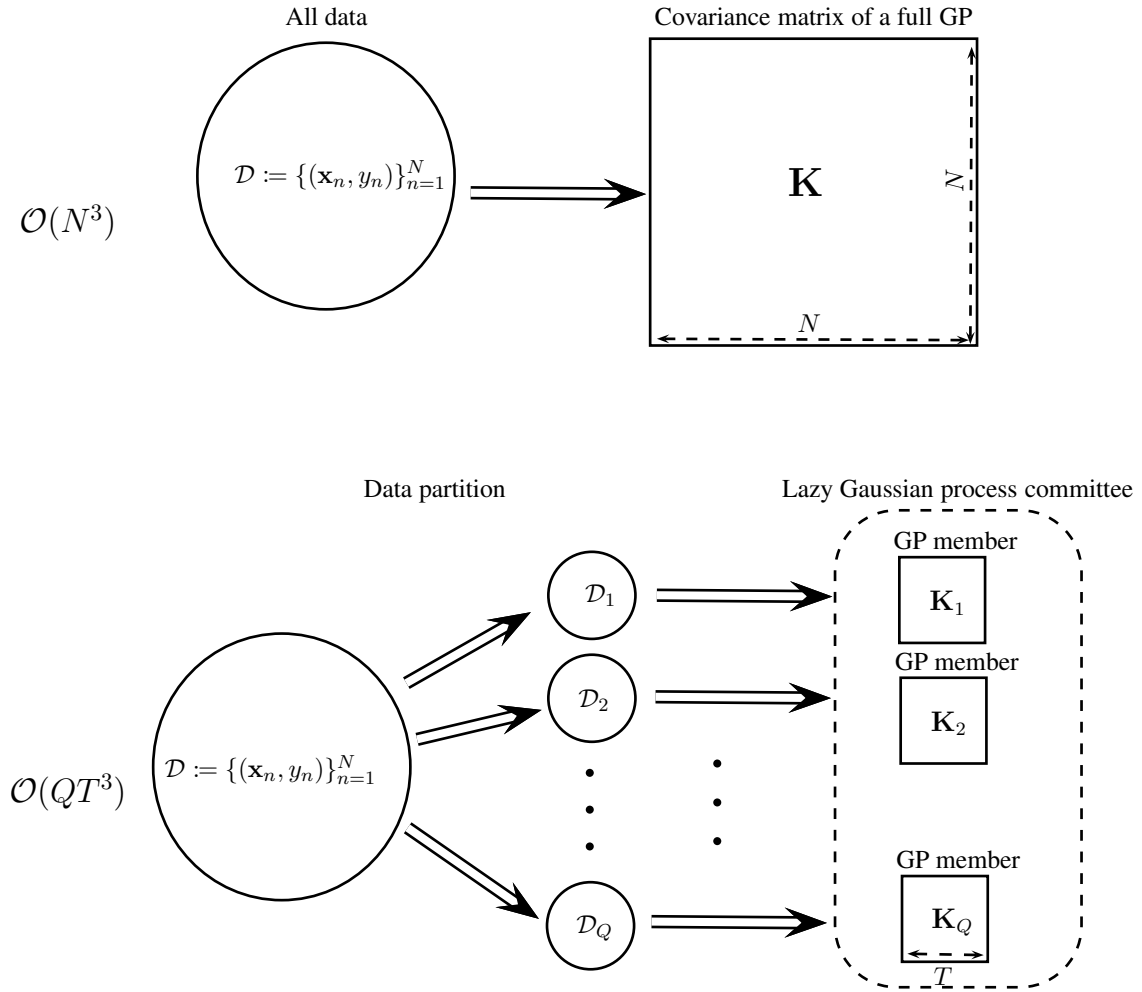 All data
Covariance matrix of a full GP
𝒟 := {(𝐱ₙ, yₙ)}ₙ₌₁ᴺ
𝐊
N
𝒪(N³)
N
Data partition
Lazy Gaussian process committee
GP member
𝒟₁
𝐊₁
GP member
𝒟₂
𝐊₂
𝒟 := {(𝐱ₙ, yₙ)}ₙ₌₁ᴺ
𝒪(QT³)
GP member
𝒟_Q
𝐊_Q
T